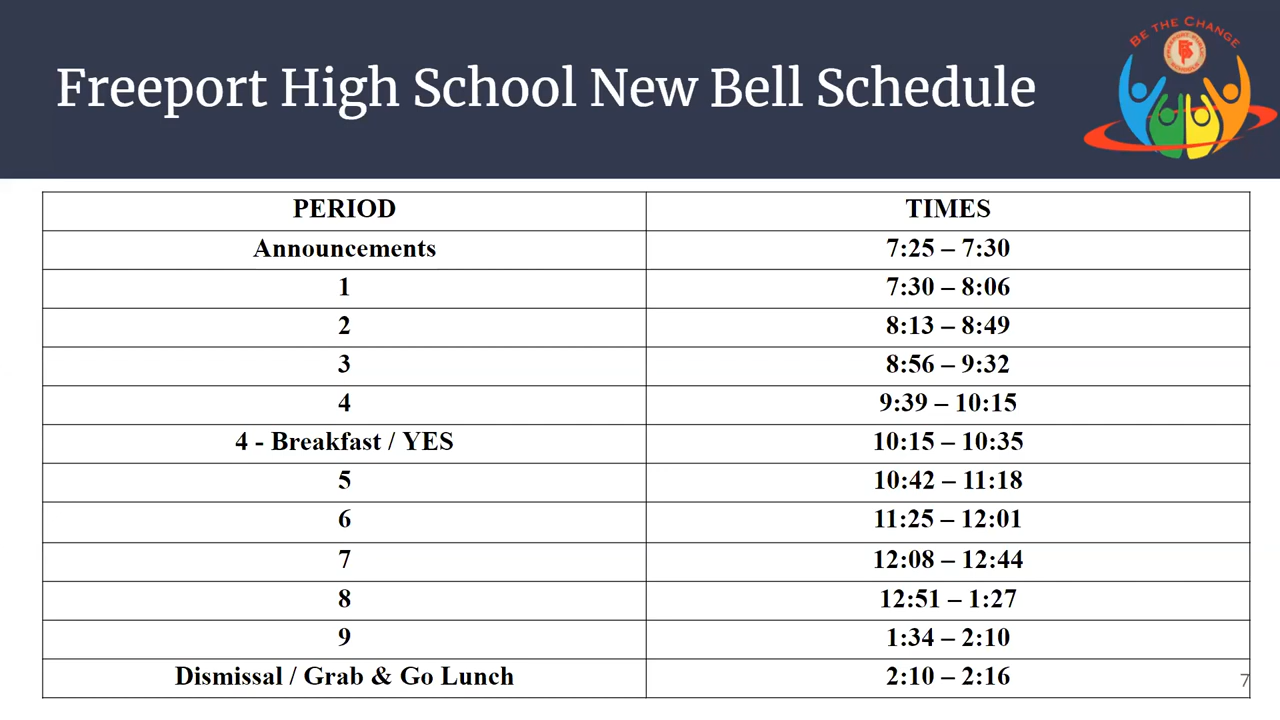 BE THE CHANGE
Freeport High School New Bell Schedule
PERIOD TIMES
Announcements 7:25 – 7:30
1 7:30 – 8:06
2 8:13 – 8:49
3 8:56 – 9:32
4 9:39 – 10:15
4 - Breakfast / YES 10:15 – 10:35
5 10:42 – 11:18
6 11:25 – 12:01
7 12:08 – 12:44
8 12:51 – 1:27
9 1:34 – 2:10
Dismissal / Grab & Go Lunch 2:10 – 2:16
7